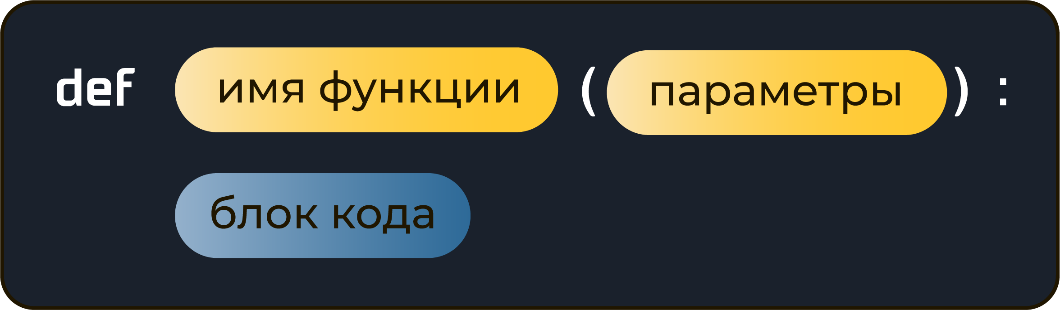 def имя функции ( параметры ) :
блок кода